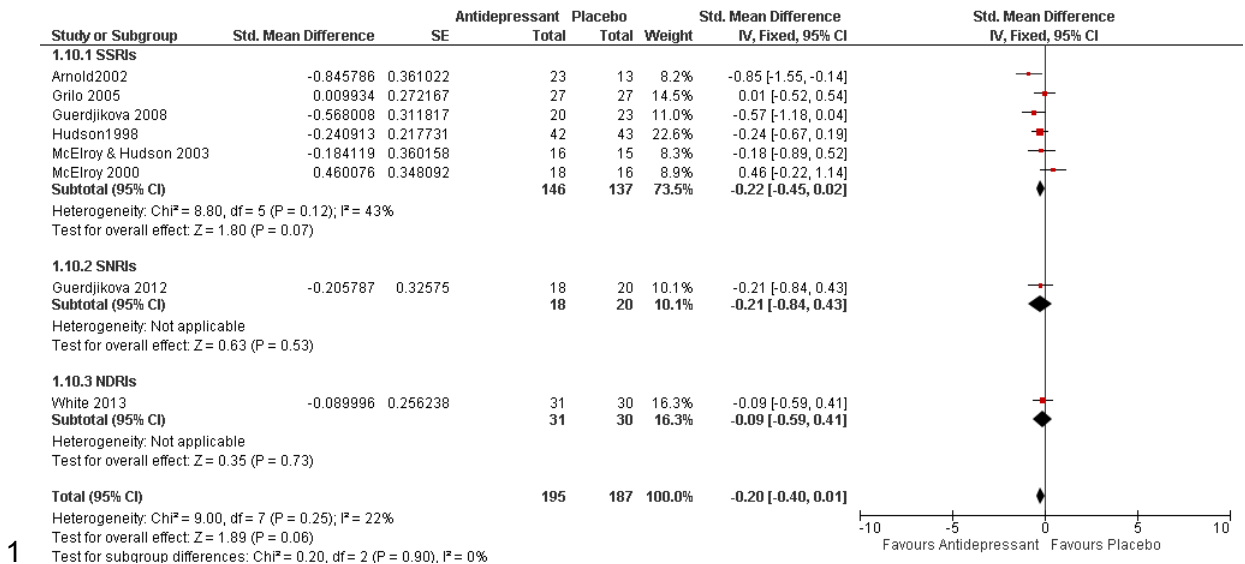 Antidepressant Placebo Std. Mean Difference Std. Mean Difference
Study or Subgroup Std. Mean Difference SE Total Total Weight IV, Fixed, 95% CI IV, Fixed, 95% CI
1.10.1 SSRIs
Arnold2002 -0.845786 0.361022 23 13 8.2% -0.85 [-1.55, -0.14]
Grilo 2005 0.009934 0.272167 27 27 14.5% 0.01 [-0.52, 0.54]
Guerdjikova 2008 -0.568008 0.311817 20 23 11.0% -0.57 [-1.18, 0.04]
Hudson1998 -0.240913 0.217731 42 43 22.6% -0.24 [-0.67, 0.19]
McElroy & Hudson 2003 -0.184119 0.360158 16 15 8.3% -0.18 [-0.89, 0.52]
McElroy 2000 0.460076 0.348092 18 16 8.9% 0.46 [-0.22, 1.14]
Subtotal (95% CI) 146 137 73.5% -0.22 [-0.45, 0.02]
Heterogeneity: Chi² = 8.80, df = 5 (P = 0.12); I² = 43%
Test for overall effect: Z = 1.80 (P = 0.07)
1.10.2 SNRIs
Guerdjikova 2012 -0.205787 0.32575 18 20 10.1% -0.21 [-0.84, 0.43]
Subtotal (95% CI) 18 20 10.1% -0.21 [-0.84, 0.43]
Heterogeneity: Not applicable
Test for overall effect: Z = 0.63 (P = 0.53)
1.10.3 NDRIs
White 2013 -0.089996 0.256238 31 30 16.3% -0.09 [-0.59, 0.41]
Subtotal (95% CI) 31 30 16.3% -0.09 [-0.59, 0.41]
Heterogeneity: Not applicable
Test for overall effect: Z = 0.35 (P = 0.73)
Total (95% CI) 195 187 100.0% -0.20 [-0.40, 0.01]
Heterogeneity: Chi² = 9.00, df = 7 (P = 0.25); I² = 22%
Test for overall effect: Z = 1.89 (P = 0.06)
Test for subgroup differences: Chi² = 0.20, df = 2 (P = 0.90), I² = 0%
-10 -5 0 5 10
Favours Antidepressant Favours Placebo
1